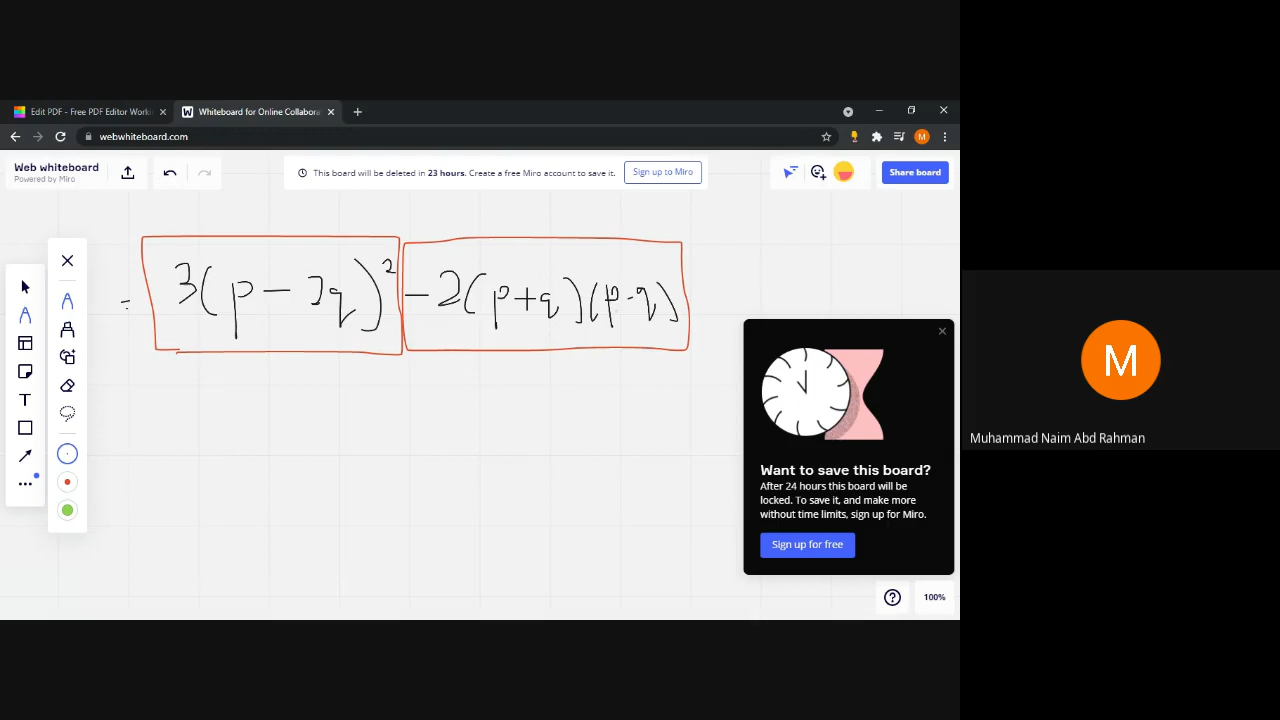 Edit PDF - Free PDF Editor Workin
Whiteboard for Online Collaborat
webwhiteboard.com
Web whiteboard
Powered by Miro
This board will be deleted in 23 hours. Create a free Miro account to save it.
Sign up to Miro
Share board
M
= 3(p - 2q)² - 2(p+q)(p-q)
T
Want to save this board?
After 24 hours this board will be
locked. To save it, and make more
without time limits, sign up for Miro.
Sign up for free
?
100%
M
Muhammad Naim Abd Rahman